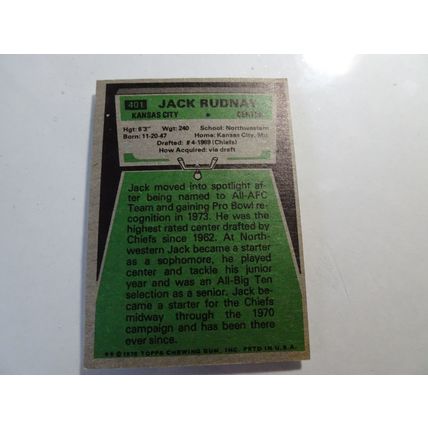 401 JACK RUDNAY
KANSAS CITY CENTER
Hgt: 6'3" Wgt: 240 School: Northwestern
Born: 11-20-47 Home: Kansas City, Mo.
Drafted: #4-1969 (Chiefs)
How Acquired: via draft
Jack moved into spotlight af-
ter being named to All-AFC
Team and gaining Pro Bowl re-
cognition in 1973. He was the
highest rated center drafted by
Chiefs since 1962. At North-
western Jack became a starter
as a sophomore, he played
center and tackle his junior
year and was an All-Big Ten
selection as a senior. Jack be-
came a starter for the Chiefs
midway through the 1970
campaign and has been there
ever since.
© 1975 TOPPS CHEWING GUM, INC. PRTD IN U.S.A.